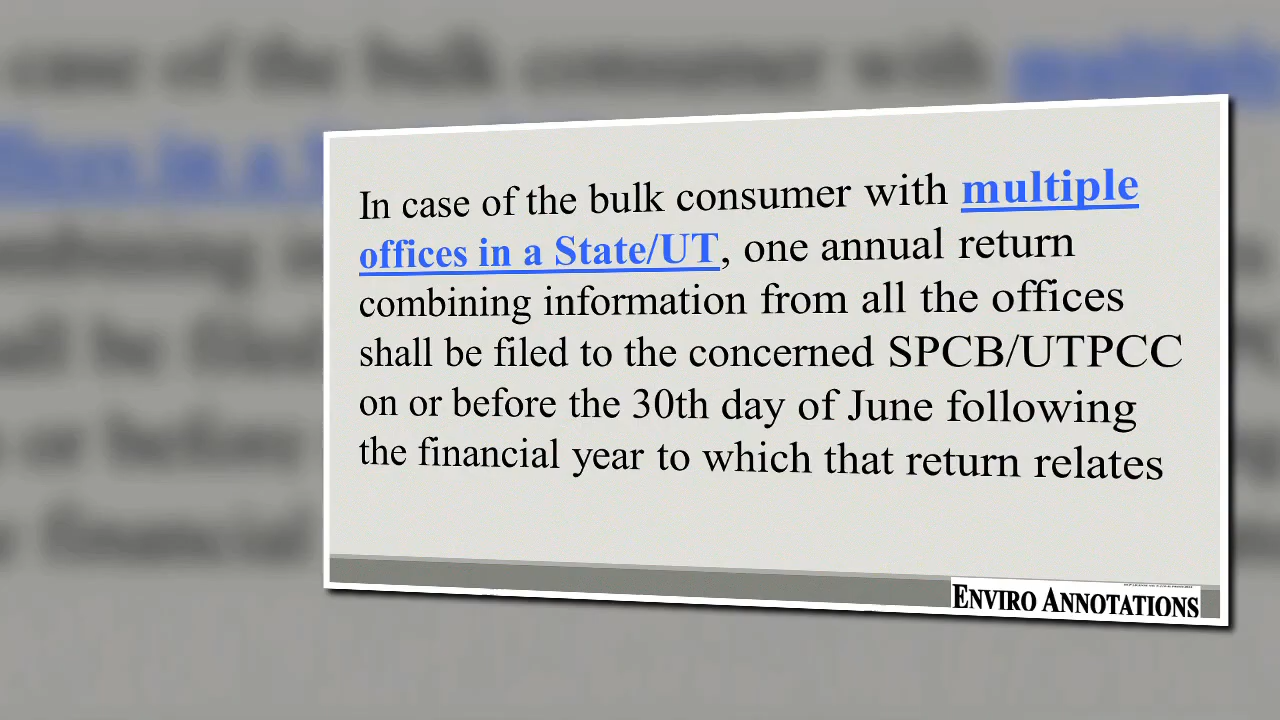 In case of the bulk consumer with multiple
offices in a State/UT, one annual return
combining information from all the offices
shall be filed to the concerned SPCB/UTPCC
on or before the 30th day of June following
the financial year to which that return relates
ENVIRO ANNOTATIONS